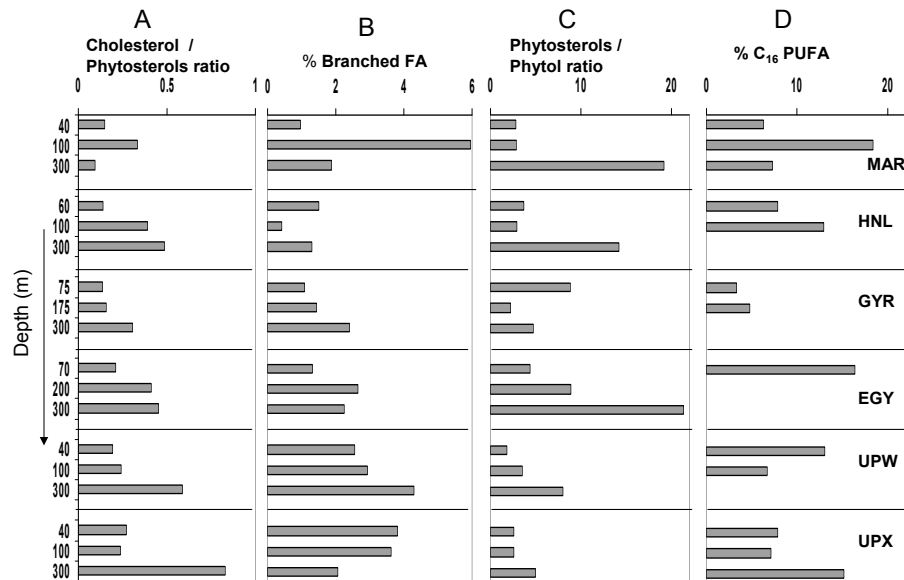 A B C D
Cholesterol / Phytosterols / % C₁₆ PUFA
Phytosterols ratio % Branched FA Phytol ratio
0 0.5 1 0 2 4 6 0 10 20 0 10 20
40
100
300 MAR
60 HNL
100
300
75 GYR
175
300
70
200 EGY
300
40 UPW
100
300
40 UPX
100
300
Depth (m)